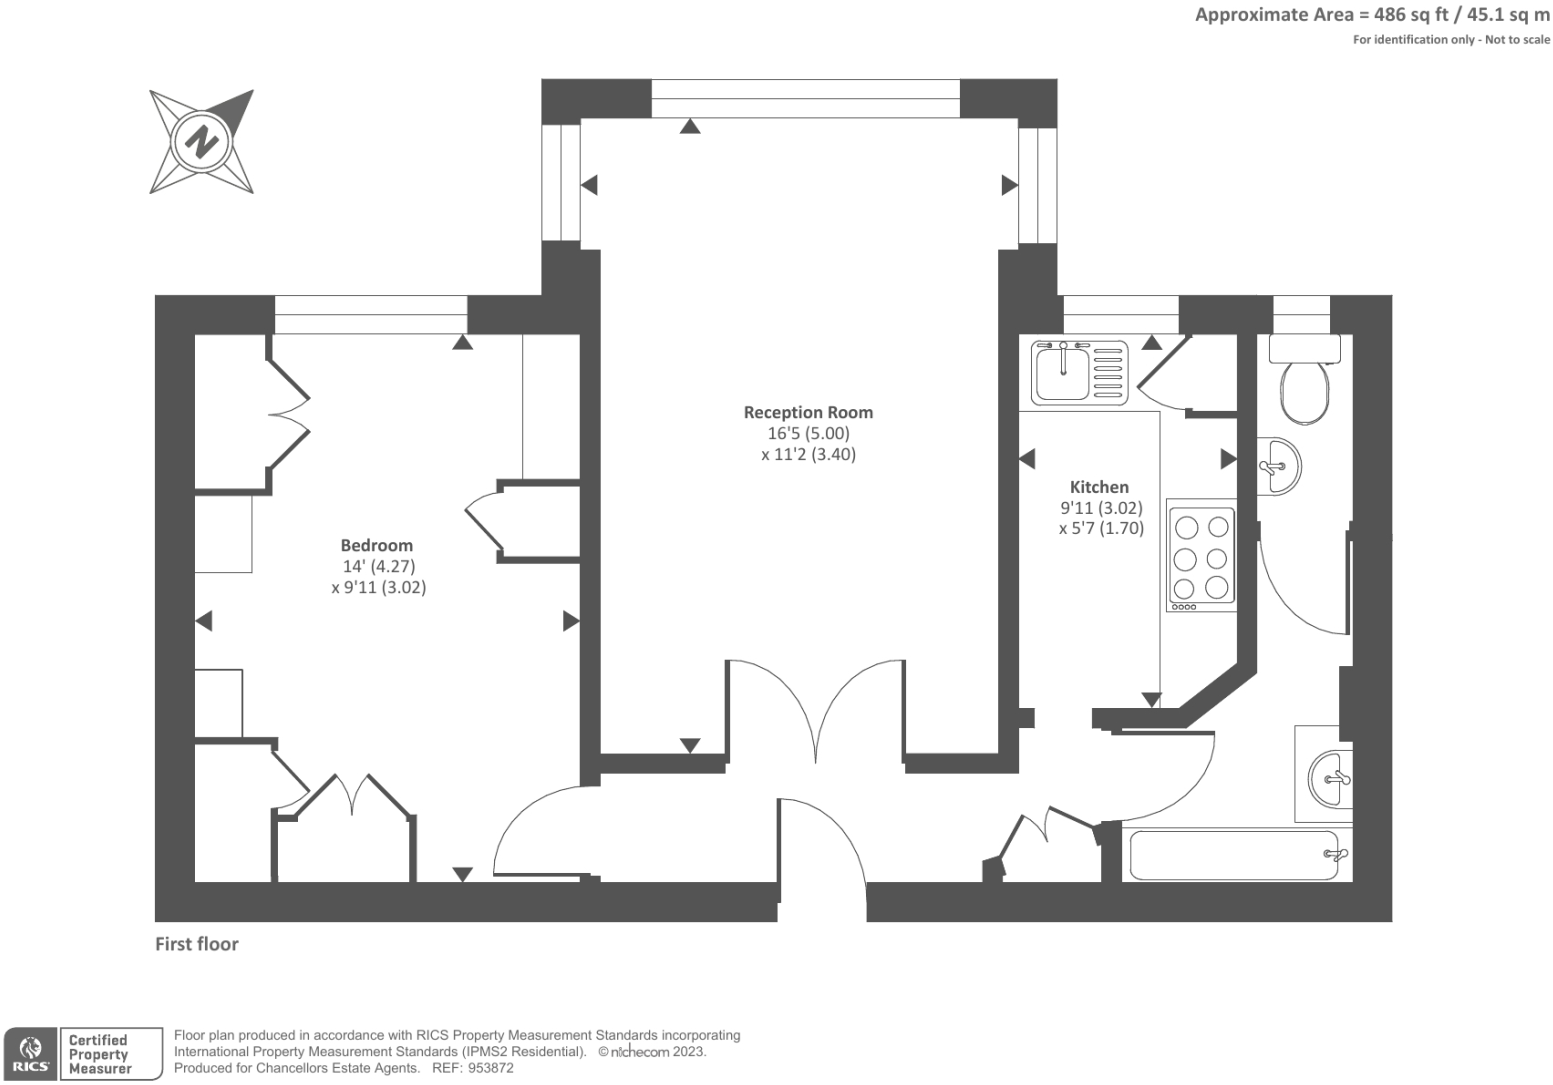 Approximate Area = 486 sq ft / 45.1 sq m
For identification only - Not to scale
N
Reception Room
16'5 (5.00)
x 11'2 (3.40)
Kitchen
9'11 (3.02)
x 5'7 (1.70)
Bedroom
14' (4.27)
x 9'11 (3.02)
First floor
RICS
Certified
Property
Measurer
Floor plan produced in accordance with RICS Property Measurement Standards incorporating
International Property Measurement Standards (IPMS2 Residential). © nichecom 2023.
Produced for Chancellors Estate Agents. REF: 953872